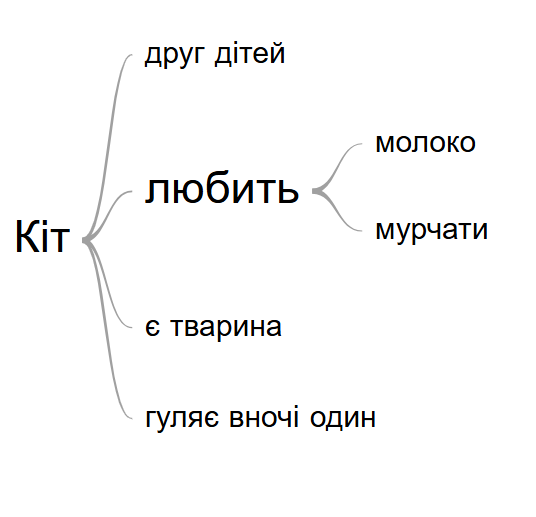 Кіт
друг дітей
любить
молоко
мурчати
є тварина
гуляє вночі один